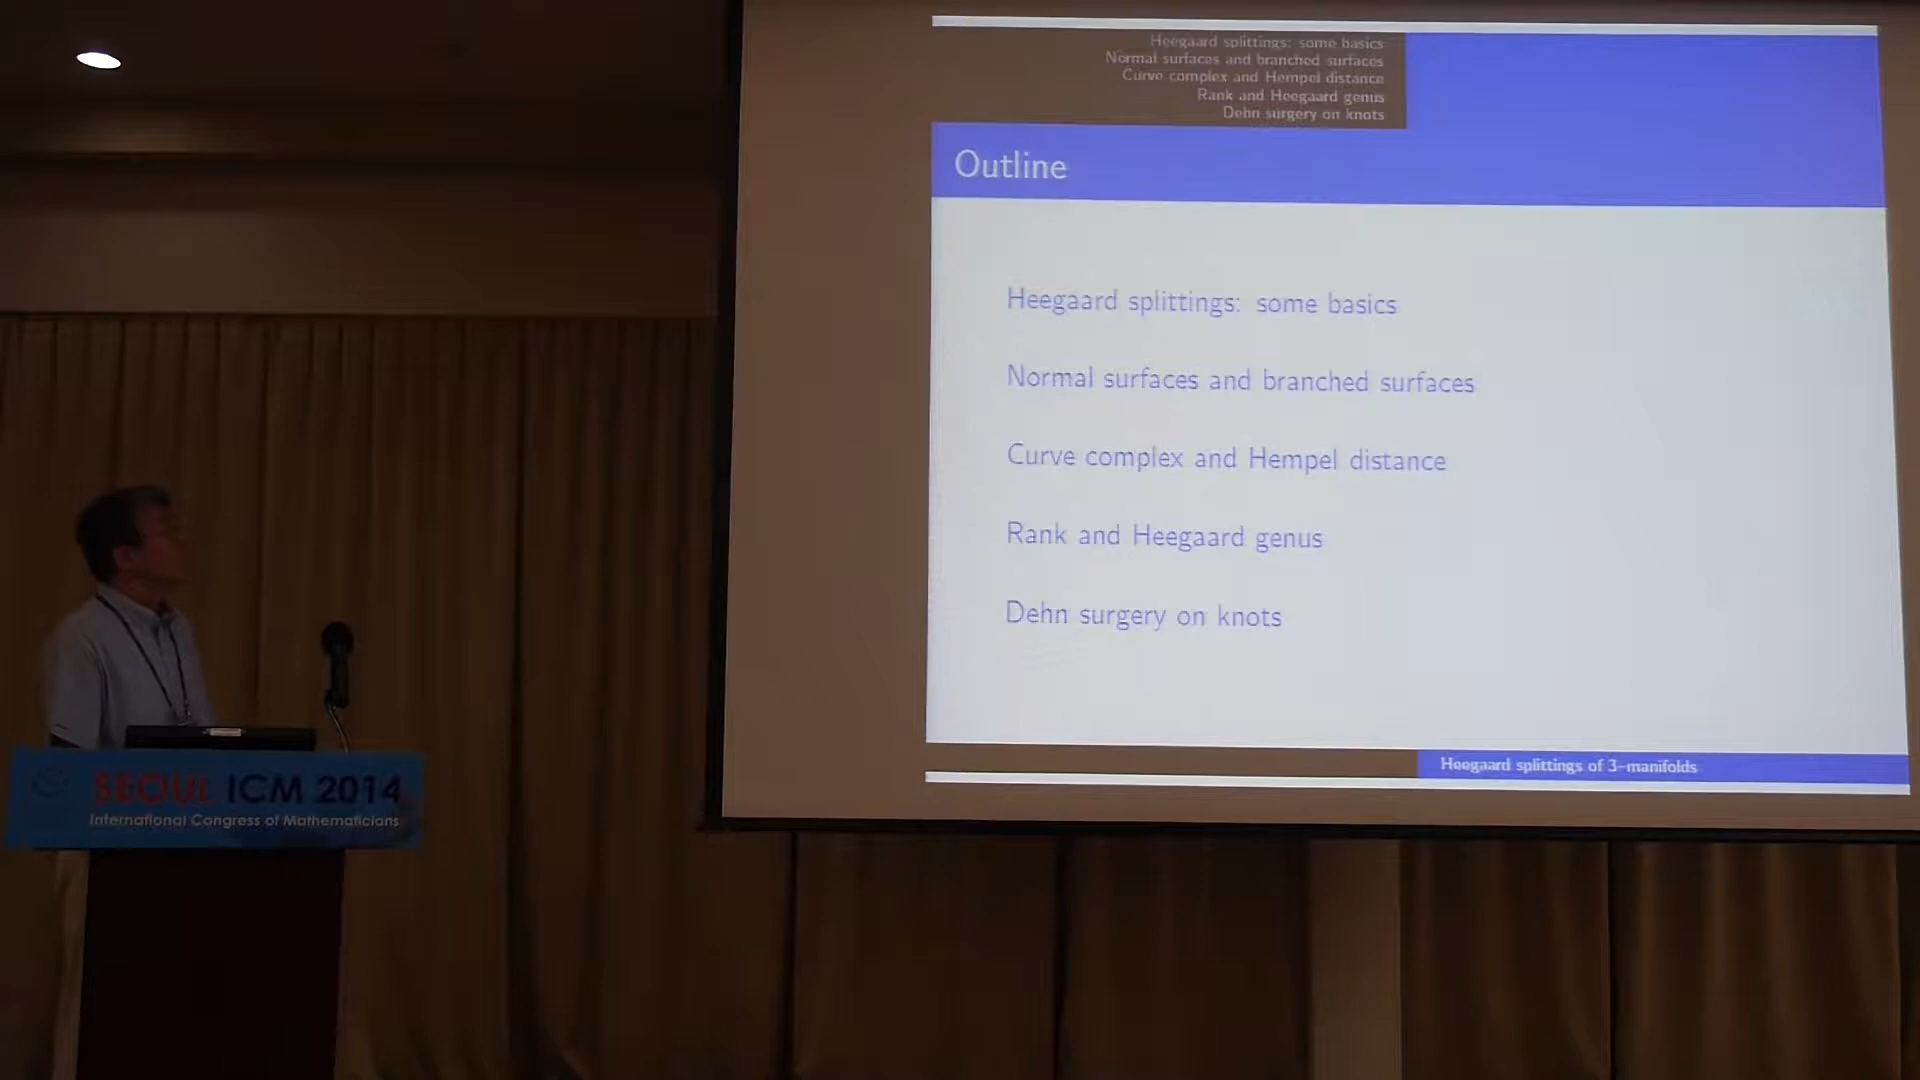 Heegaard splittings: some basics
Normal surfaces and branched surfaces
Curve complex and Hempel distance
Rank and Heegaard genus
Dehn surgery on knots
Outline
Heegaard splittings: some basics
Normal surfaces and branched surfaces
Curve complex and Hempel distance
Rank and Heegaard genus
Dehn surgery on knots
Heegaard splittings of 3-manifolds
SEOUL ICM 2014
International Congress of Mathematicians